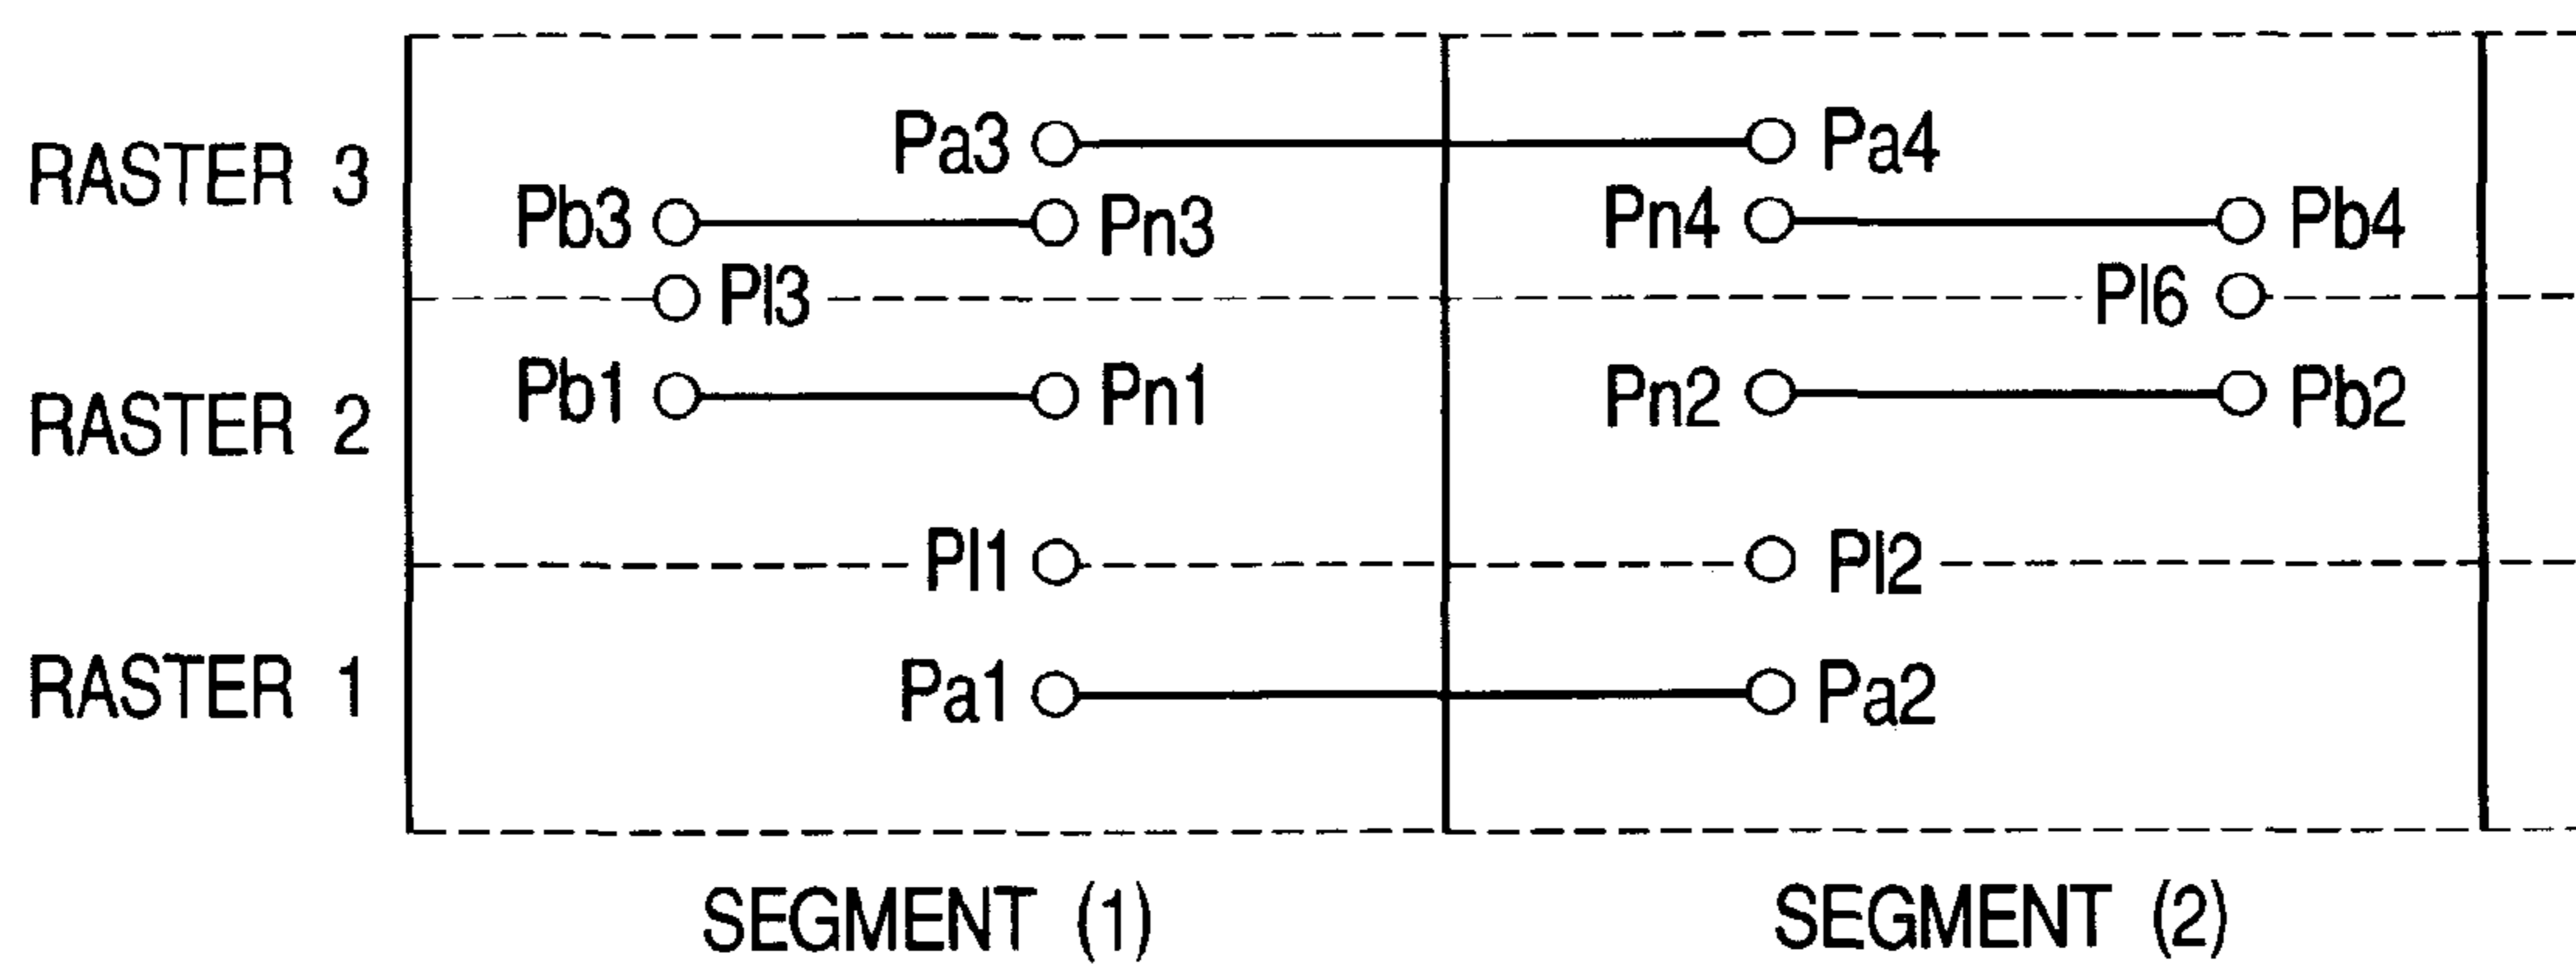 Pa3 Pa4
RASTER 3
Pb3 Pn3 Pn4 Pb4
Pl3 Pl6
Pb1 Pn1 Pn2 Pb2
RASTER 2
Pl1 Pl2
RASTER 1 Pa1 Pa2
SEGMENT (1) SEGMENT (2)